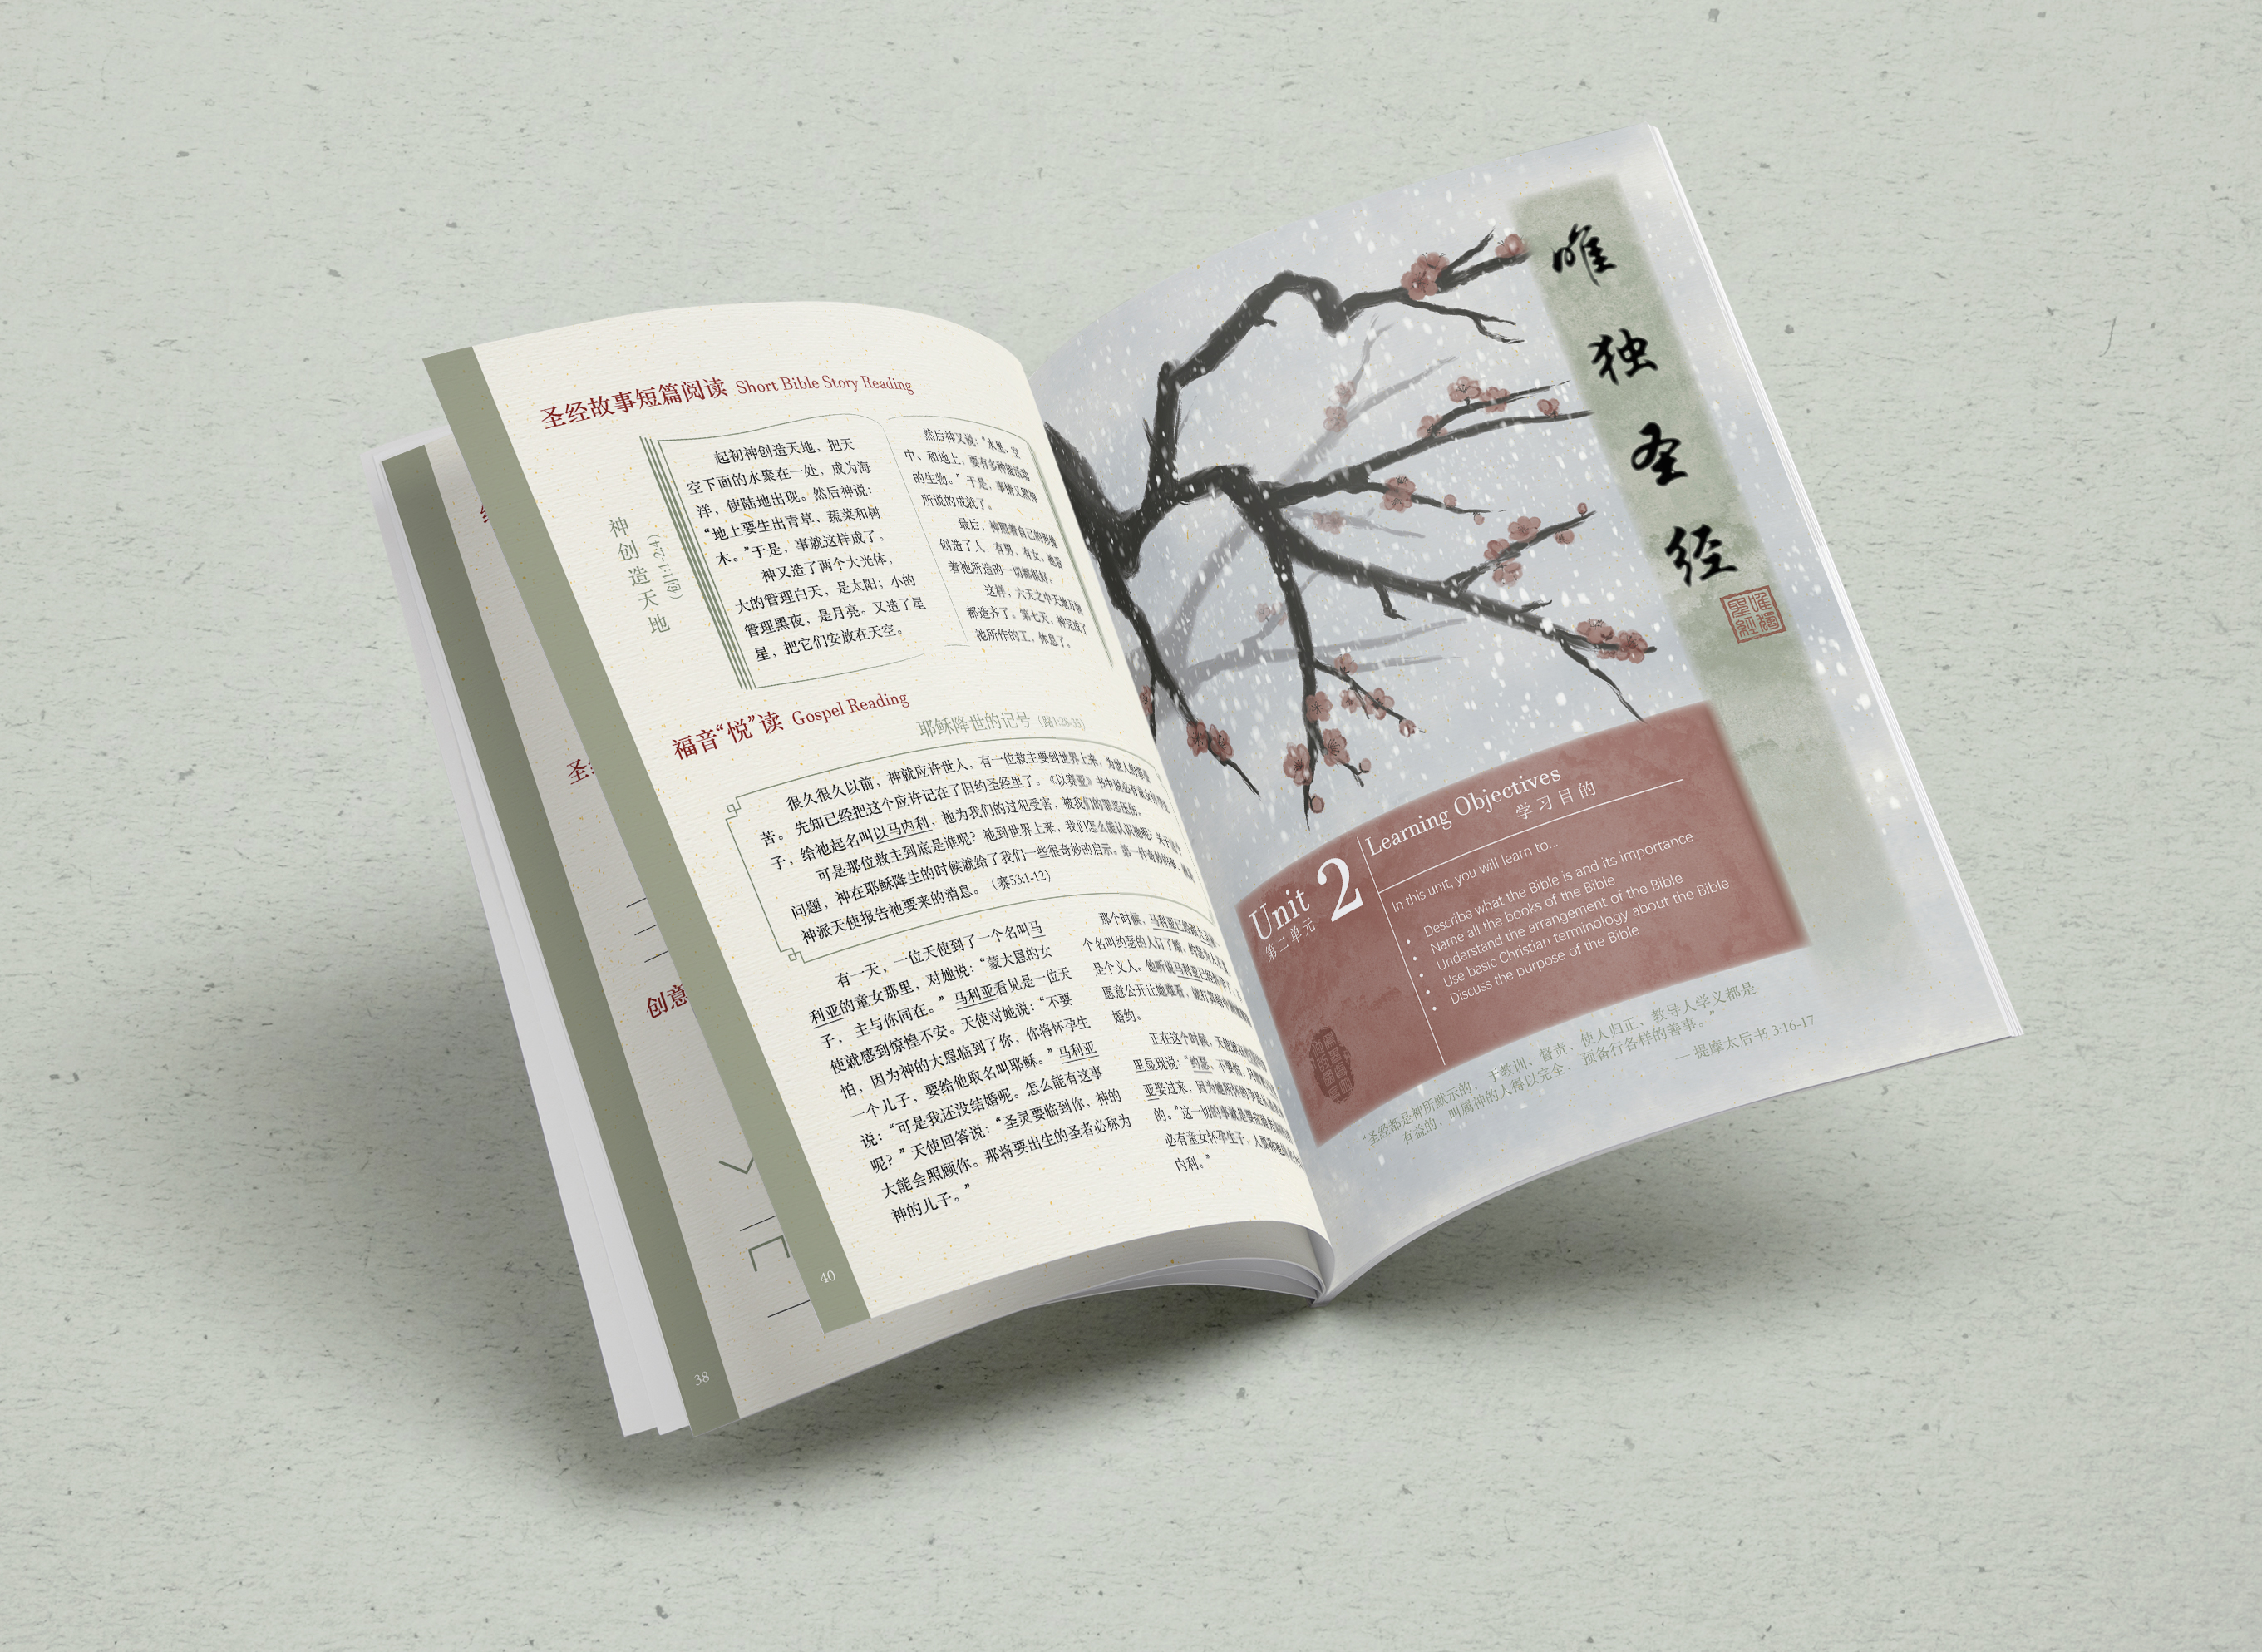 圣经故事短篇阅读 Short Bible Story Reading
神创造天地
(创1:1-2:4)
起初神创造天地，把天
空下面的水聚在一处，成为海
洋，使陆地出现。然后神说：
“地上要生出青草、蔬菜和树
木。”于是，事就这样成了。
神又造了两个大光体，
大的管理白天，是太阳；小的
管理黑夜，是月亮。又造了星
星，把它们安放在天空。
然后神又说：“水里、空
中、和地上，要有多种能活动
的生物。”于是，事情又照神
所说的成就了。
最后，神照着自己的形像
创造了人，有男，有女。祂看
着祂所造的一切都很好。
这样，六天之中天地万物
都造齐了。第七天，神完成了
祂所作的工，休息了。
福音“悦”读 Gospel Reading
耶稣降世的记号（路1:26-35）
很久很久以前，神就应许世人，有一位救主要到世界上来，为世人的罪受
苦。先知已经把这个应许记在了旧约圣经里了。《以赛亚》书中说必有
子，给祂起名叫以马内利，祂为我们的过犯受害，被我们的罪恶压伤。
可是那位救主到底是谁呢？祂到世界上来，我们怎么能认识祂呢？关于这个
问题，神在耶稣降生的时候就给了我们一些很奇妙的启示。第一件奇妙的事，就是
神派天使报告祂要来的消息。（赛53:1-12）
有一天，一位天使到了一个名叫马
利亚的童女那里，对她说：“蒙大恩的女
子，主与你同在。”马利亚看见是一位天
使就感到惊惶不安。天使对她说：“不要
怕，因为神的大恩临到了你，你将怀孕生
一个儿子，要给他取名叫耶稣。”马利亚
说：“可是我还没结婚呢。怎么能有这事
呢？”天使回答说：“圣灵要临到你，神的
大能会照顾你。那将要出生的圣者必称为
神的儿子。”
那个时候，马利亚已经跟
个名叫约瑟的人订了婚。约瑟为人正直，
是个义人。他听说马利亚已经怀孕了，
愿意公开让她难看，就打算暗中
婚约。
正在这个时候，天使就在
里显现说：“约瑟，不要怕，只管把马利
亚娶过来，因为她所怀的孕是从圣灵来
的。”这一切的事就是要应验先知
必有童女怀孕生子，人要称祂的名为以马
内利。”
40
38
圣
创意
唯独圣经
唯獨聖經
Unit 2
第二单元
Learning Objectives
学习目的
In this unit, you will learn to...
• Describe what the Bible is and its importance
• Name all the books of the Bible
• Understand the arrangement of the Bible
• Use basic Christian terminology about the Bible
• Discuss the purpose of the Bible
“圣经都是神所默示的，于教训、督责、使人归正、教导人学义都是
有益的，叫属神的人得以完全，预备行各样的善事。”
— 提摩太后书 3:16-17